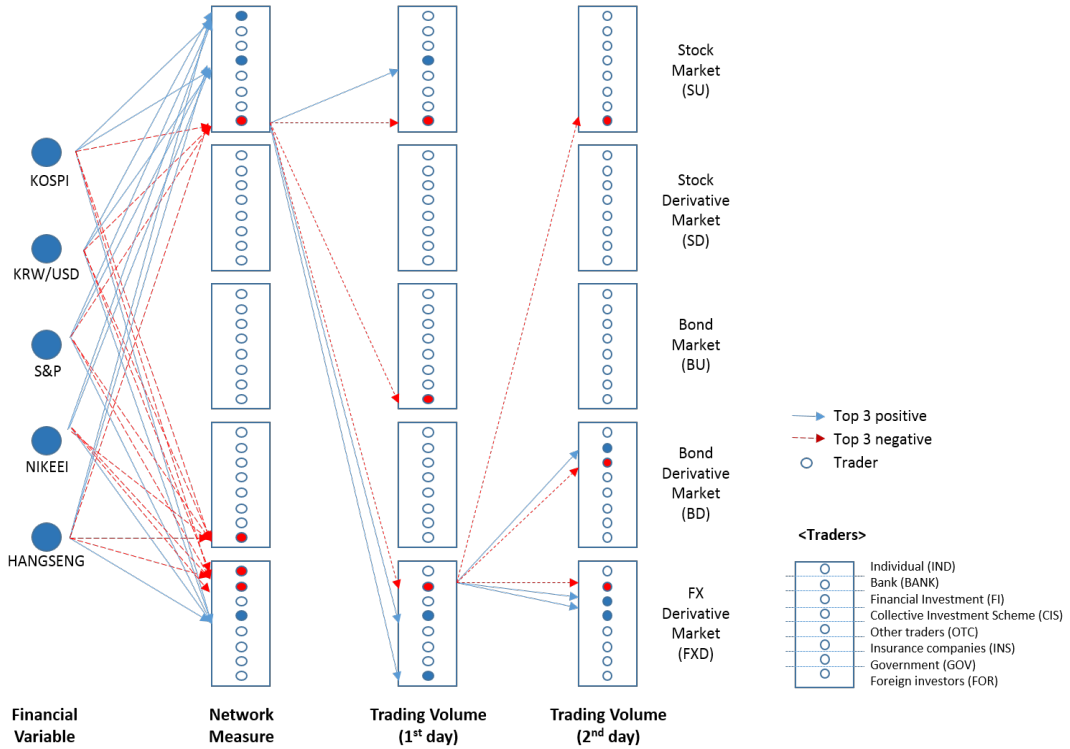 Stock
Market
(SU)
KOSPI
Stock
Derivative
Market
(SD)
KRW/USD
S&P
Bond
Market
(BU)
Top 3 positive
Top 3 negative
Trader
NIKEEI
Bond
Derivative
Market
(BD)
HANGSENG
FX
Derivative
Market
(FXD)
<Traders>
Individual (IND)
Bank (BANK)
Financial Investment (FI)
Collective Investment Scheme (CIS)
Other traders (OTC)
Insurance companies (INS)
Government (GOV)
Foreign investors (FOR)
Financial
Variable
Network
Measure
Trading Volume
(1st day)
Trading Volume
(2nd day)